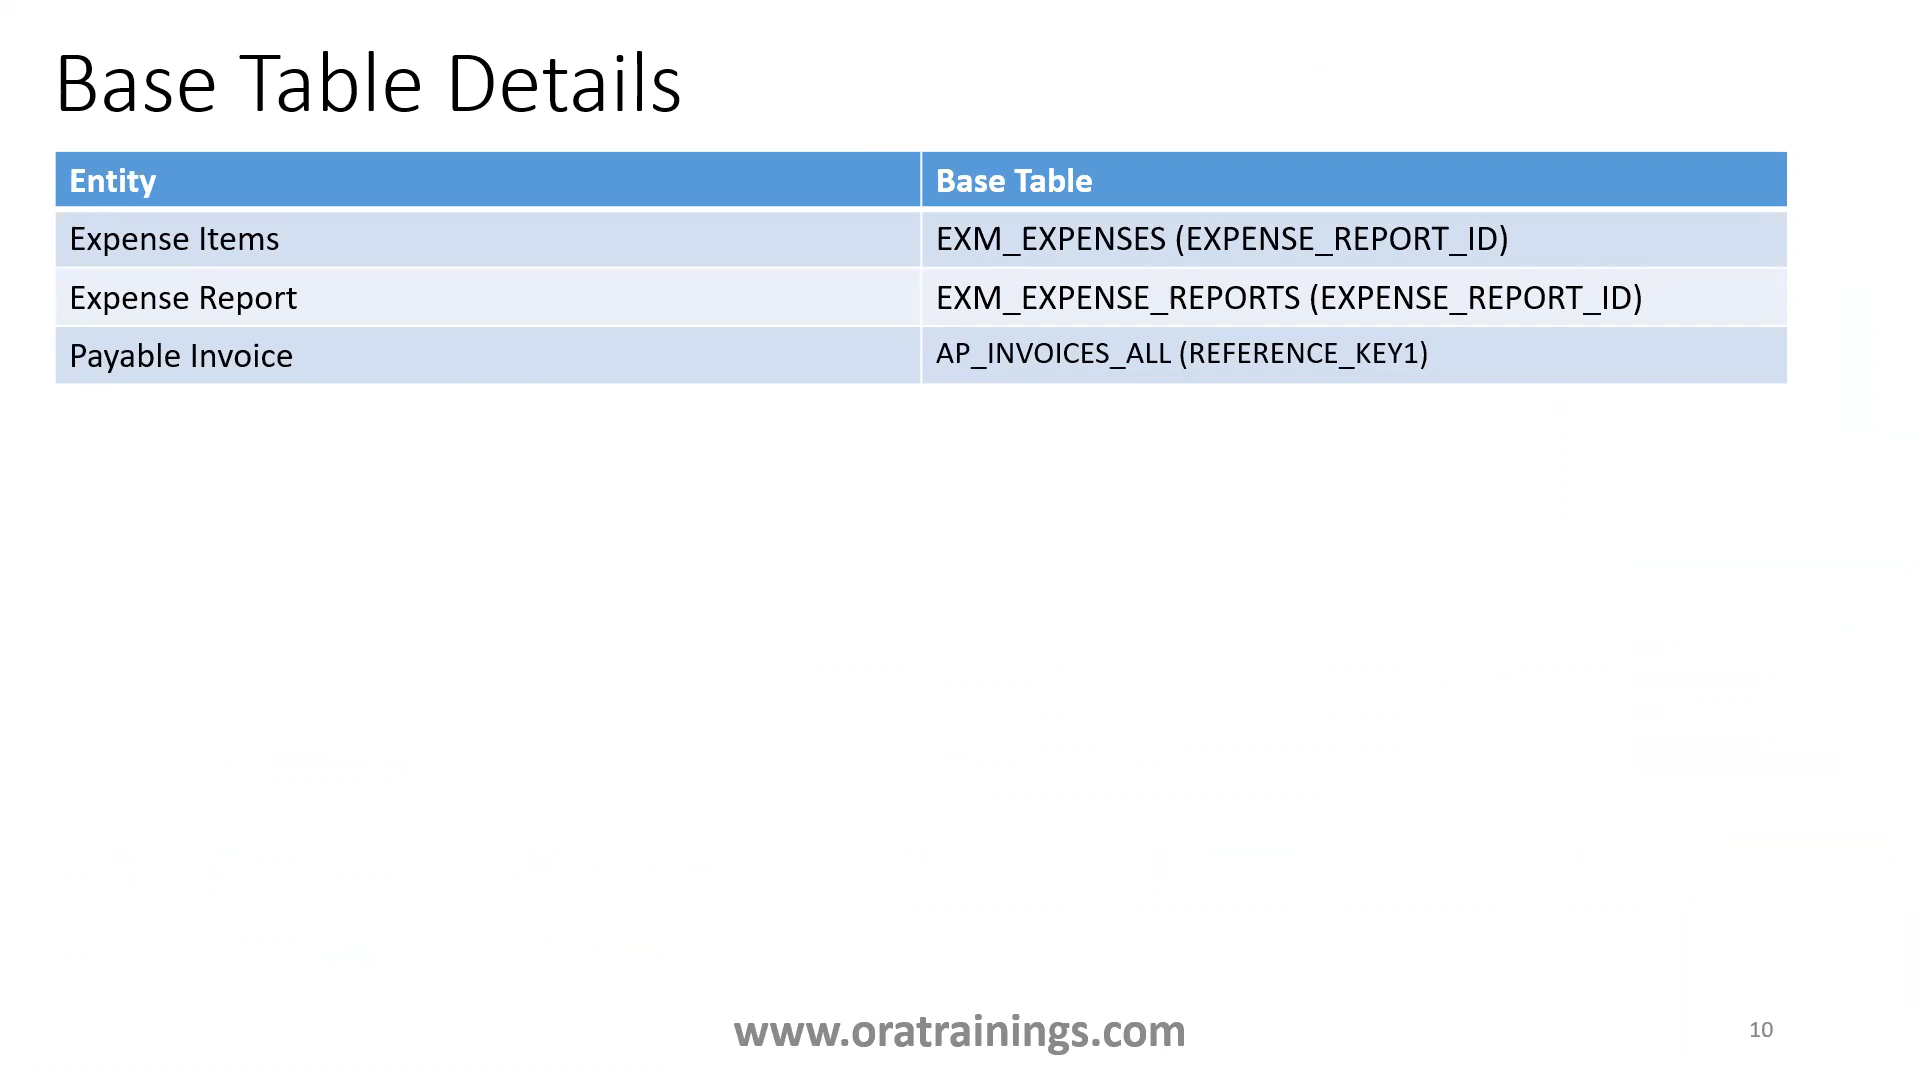 Base Table Details
Entity Base Table
Expense Items EXM_EXPENSES (EXPENSE_REPORT_ID)
Expense Report EXM_EXPENSE_REPORTS (EXPENSE_REPORT_ID)
Payable Invoice AP_INVOICES_ALL (REFERENCE_KEY1)
www.oratrainings.com
10